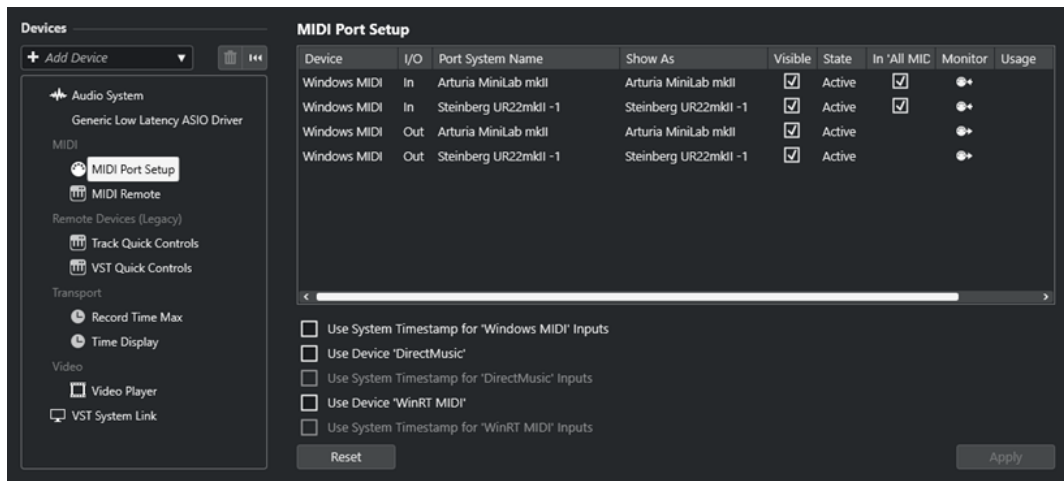 Devices
+ Add Device
Audio System
Generic Low Latency ASIO Driver
MIDI
MIDI Port Setup
MIDI Remote
Remote Devices (Legacy)
Track Quick Controls
VST Quick Controls
Transport
Record Time Max
Time Display
Video
Video Player
VST System Link
MIDI Port Setup
Device I/O Port System Name Show As Visible State In 'All MIC Monitor Usage
Windows MIDI In Arturia MiniLab mkII Arturia MiniLab mkII Active
Windows MIDI In Steinberg UR22mkII -1 Steinberg UR22mkII -1 Active
Windows MIDI Out Arturia MiniLab mkII Arturia MiniLab mkII Active
Windows MIDI Out Steinberg UR22mkII -1 Steinberg UR22mkII -1 Active
Use System Timestamp for 'Windows MIDI' Inputs
Use Device 'DirectMusic'
Use System Timestamp for 'DirectMusic' Inputs
Use Device 'WinRT MIDI'
Use System Timestamp for 'WinRT MIDI' Inputs
Reset Apply